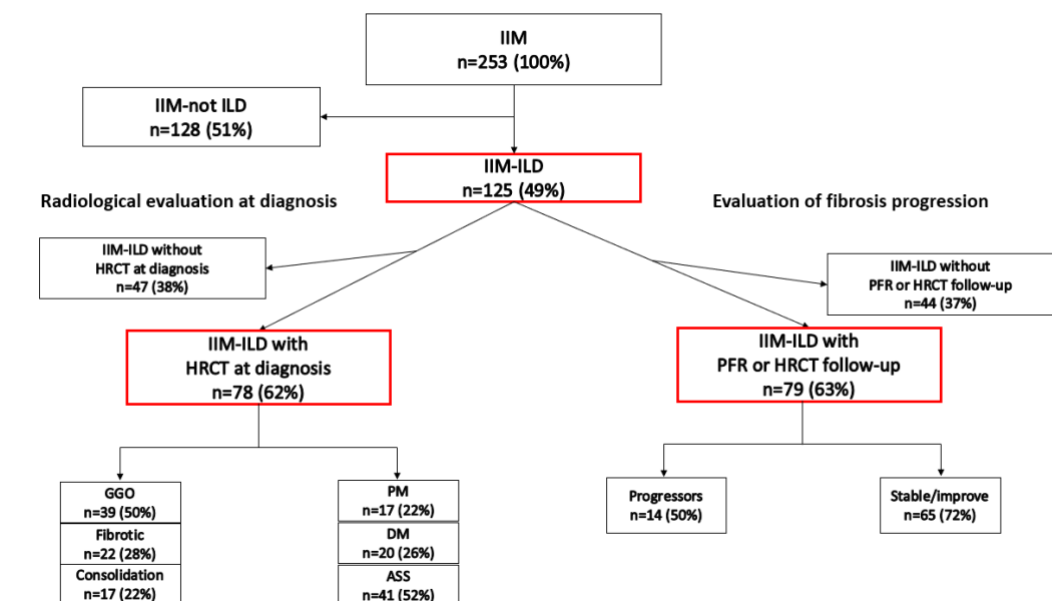 IIM
n=253 (100%)
IIM-not ILD
n=128 (51%)
IIM-ILD
n=125 (49%)
Radiological evaluation at diagnosis
Evaluation of fibrosis progression
IIM-ILD without
HRCT at diagnosis
n=47 (38%)
IIM-ILD without
PFR or HRCT follow-up
n=44 (37%)
IIM-ILD with
HRCT at diagnosis
n=78 (62%)
IIM-ILD with
PFR or HRCT follow-up
n=79 (63%)
GGO
n=39 (50%)
Fibrotic
n=22 (28%)
Consolidation
n=17 (22%)
PM
n=17 (22%)
DM
n=20 (26%)
ASS
n=41 (52%)
Progressors
n=14 (50%)
Stable/improve
n=65 (72%)